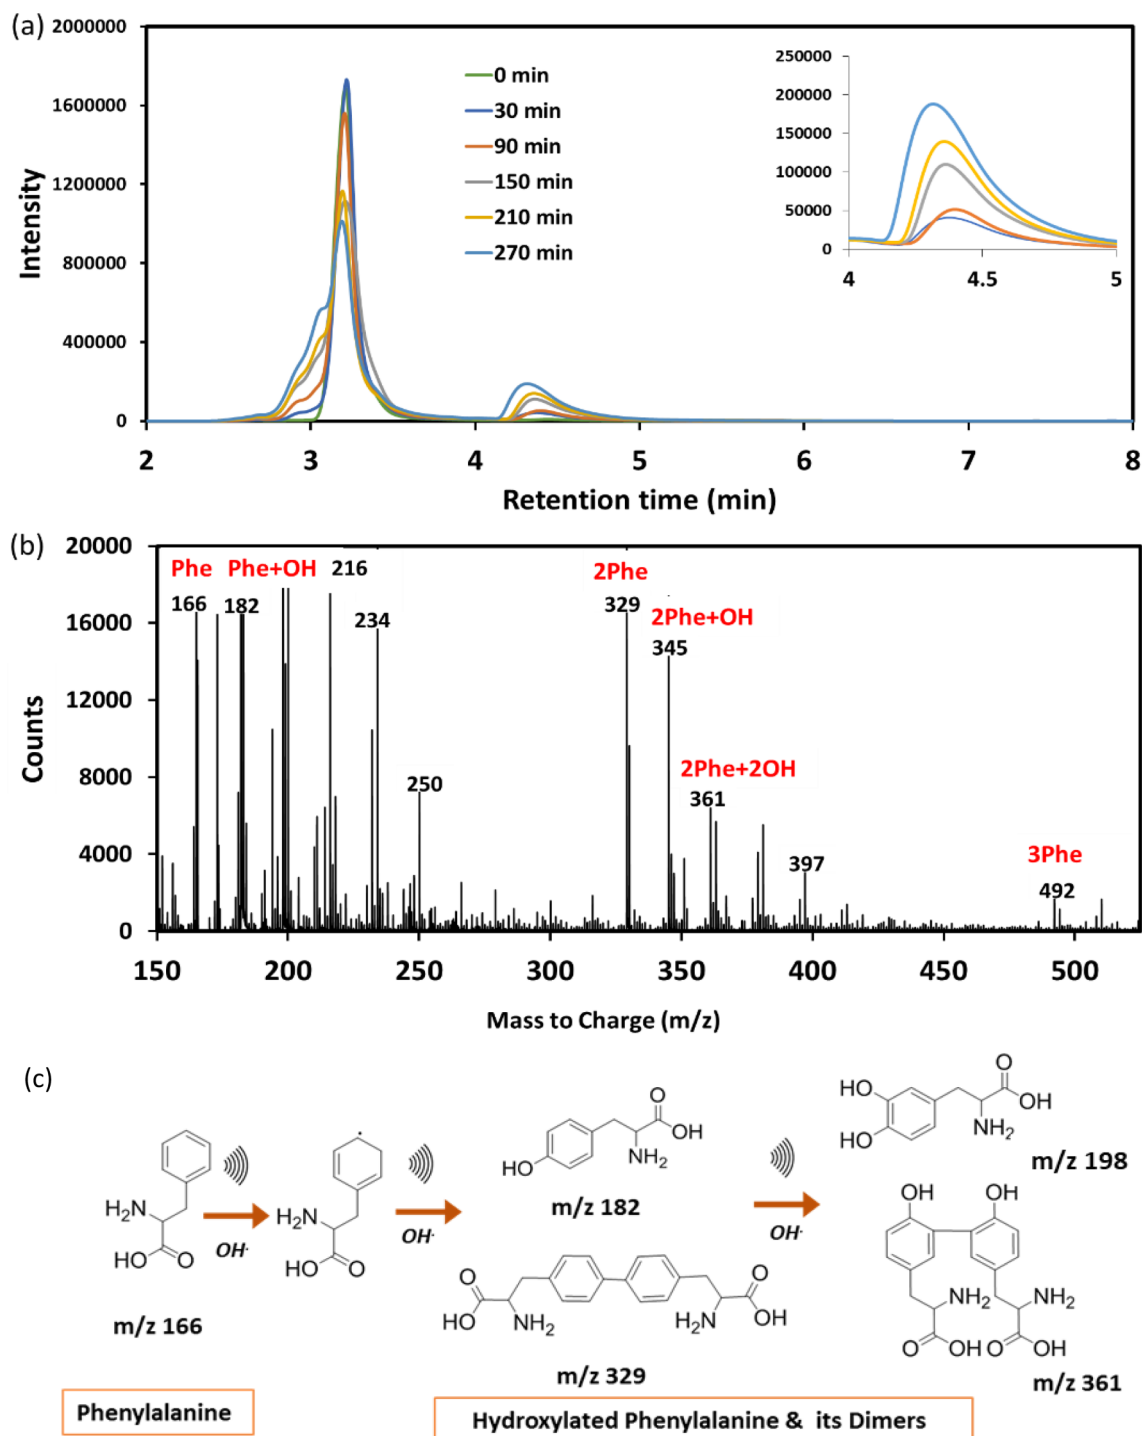 (a)
2000000
1600000
1200000
800000
400000
0
Intensity
2 3 4 5 6 7 8
Retention time (min)
0 min
30 min
90 min
150 min
210 min
270 min
250000
200000
150000
100000
50000
0
4 4.5 5
(b)
20000
16000
12000
8000
4000
0
Counts
Phe Phe+OH 216 2Phe
166 182 234 329
2Phe+OH
345
2Phe+2OH
250 361
397
3Phe
492
150 200 250 300 350 400 450 500
Mass to Charge (m/z)
(c)
H2N
HO O
OH·
m/z 166
H2N
HO O
OH·
O
OH
NH2
HO
m/z 182
O
HO
NH2
O
OH
H2N
m/z 329
OH·
O
HO
OH
NH2
HO
m/z 198
OH OH
NH2 NH2
O OH O OH
m/z 361
Phenylalanine
Hydroxylated Phenylalanine & its Dimers